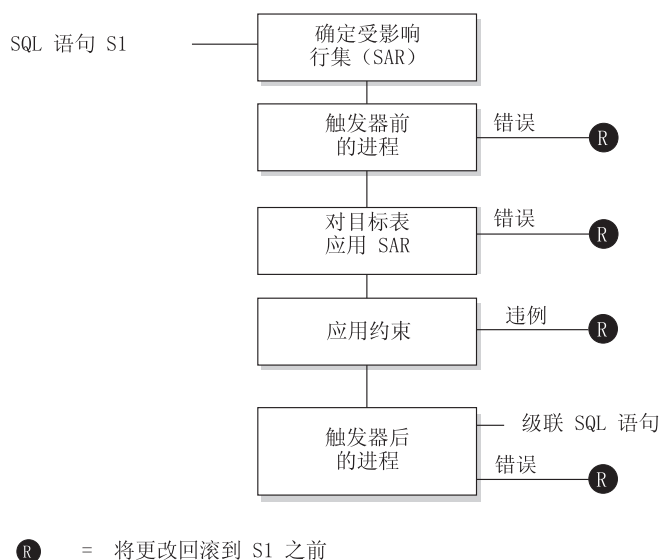 SQL 语句 S1
确定受影响
行集（SAR）
触发器前
的进程
错误
R
对目标表
应用 SAR
错误
R
应用约束
违例
R
触发器后
的进程
级联 SQL 语句
错误
R
R = 将更改回滚到 S1 之前